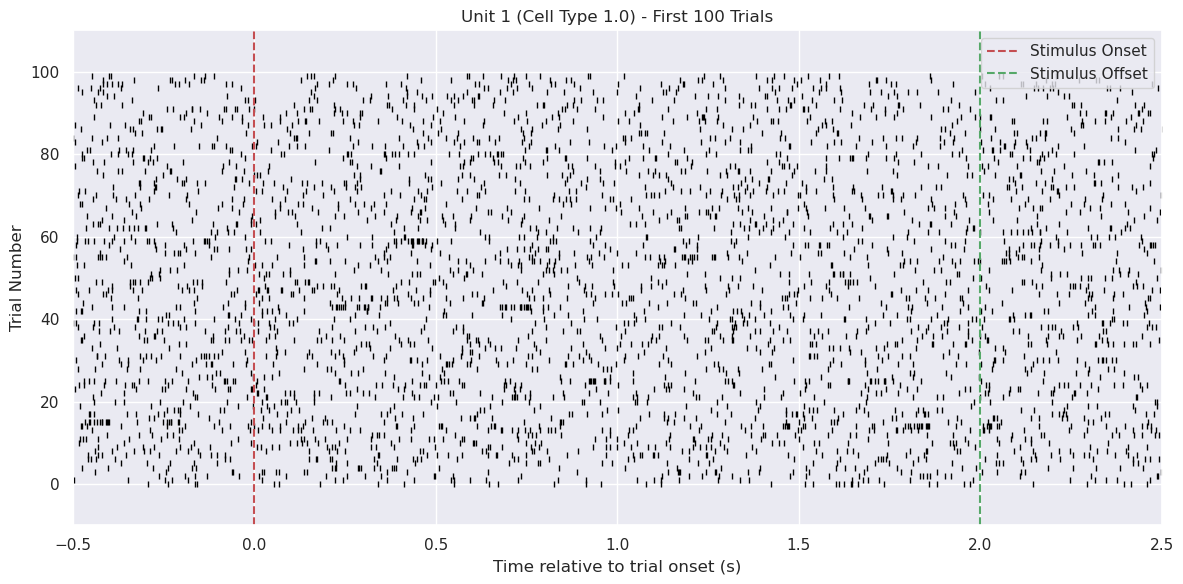 Unit 1 (Cell Type 1.0) - First 100 Trials
Stimulus Onset
Stimulus Offset
Trial Number
100
80
60
40
20
0
−0.5
0.0
0.5
1.0
1.5
2.0
2.5
Time relative to trial onset (s)